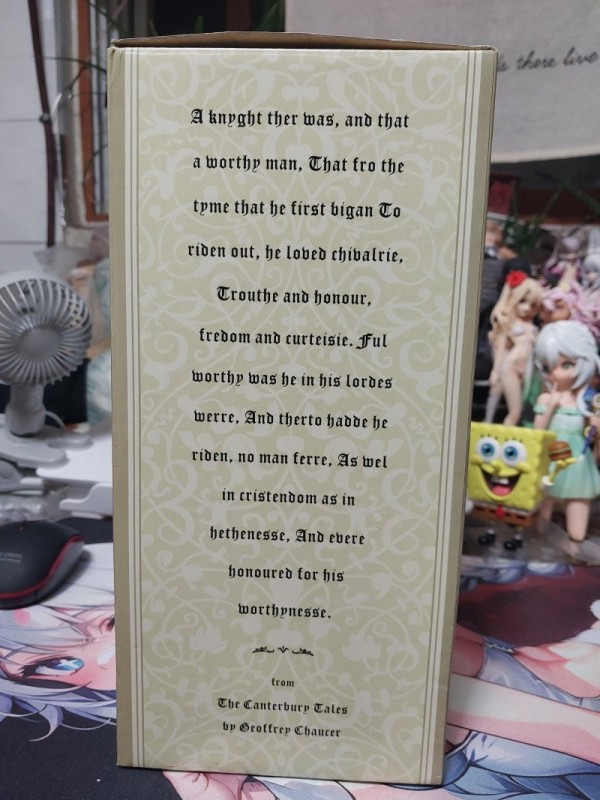 A knyght ther was, and that
a worthy man, That fro the
tyme that he first bigan To
riden out, he loved chivalrie,
Trouthe and honour,
fredom and curteisie. Ful
worthy was he in his lordes
werre, And therto hadde he
riden, no man ferre, As wel
in cristendom as in
hethenesse, And evere
honoured for his
worthynesse.
from
The Canterbury Tales
by Geoffrey Chaucer
there live